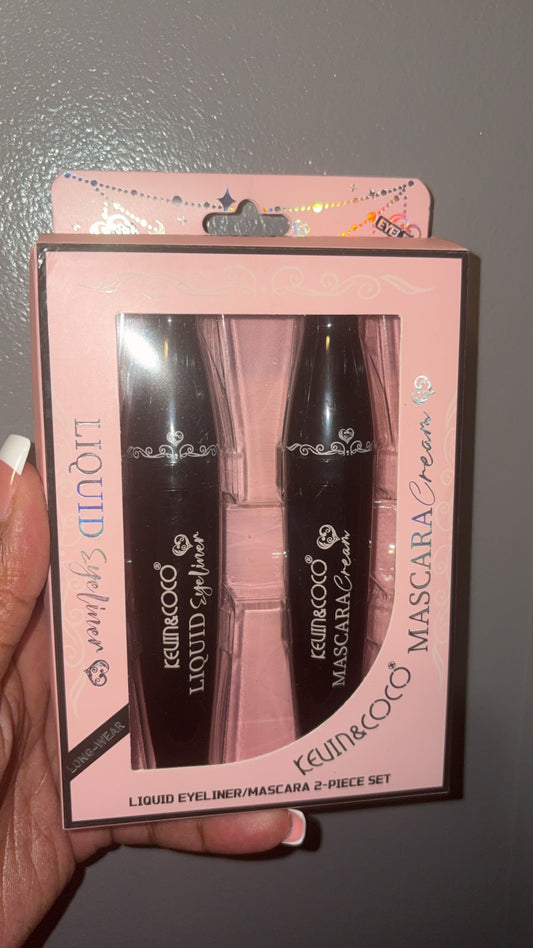 LIQUID
Eyeliner
KEVIN&COCO®
LIQUID Eyeliner
KEVIN&COCO®
MASCARA Cream
MASCARA Cream
KEVIN&COCO®
LONG-WEAR
LIQUID EYELINER/MASCARA 2-PIECE SET